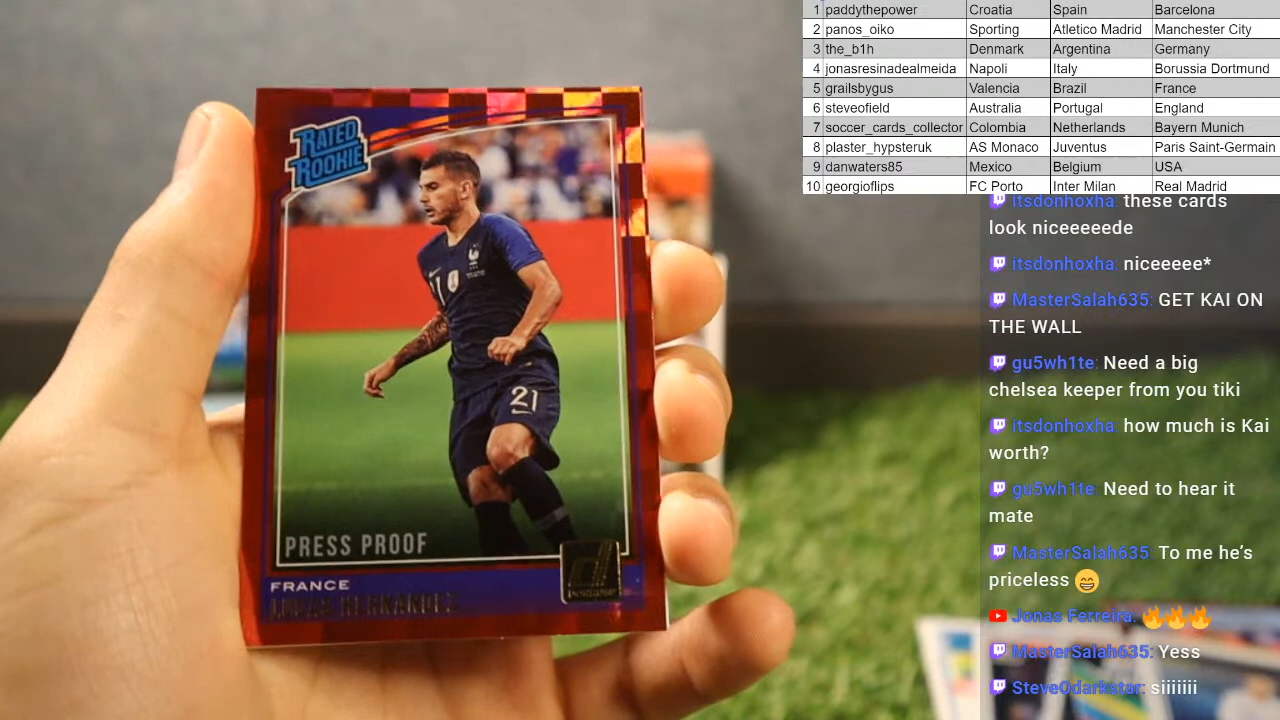 RATED
ROOKIE
21
21
PRESS PROOF
FRANCE
LUCAS HERNANDEZ
DONRUSS
1 paddythepower Croatia Spain Barcelona
2 panos_oiko Sporting Atletico Madrid Manchester City
3 the_b1h Denmark Argentina Germany
4 jonasresinadealmeida Napoli Italy Borussia Dortmund
5 grailsbygus Valencia Brazil France
6 steveofield Australia Portugal England
7 soccer_cards_collector Colombia Netherlands Bayern Munich
8 plaster_hypsteruk AS Monaco Juventus Paris Saint-Germain
9 danwaters85 Mexico Belgium USA
10 georgioflips FC Porto Inter Milan Real Madrid
itsdonhoxha: these cards
look niceeeeede
itsdonhoxha: niceeeee*
MasterSalah635: GET KAI ON
THE WALL
gu5wh1te: Need a big
chelsea keeper from you tiki
itsdonhoxha: how much is Kai
worth?
gu5wh1te: Need to hear it
mate
MasterSalah635: To me he's
priceless 😄
Jonas Ferreira: 🔥🔥🔥
MasterSalah635: Yess
SteveOdarkstar: siiiiiii